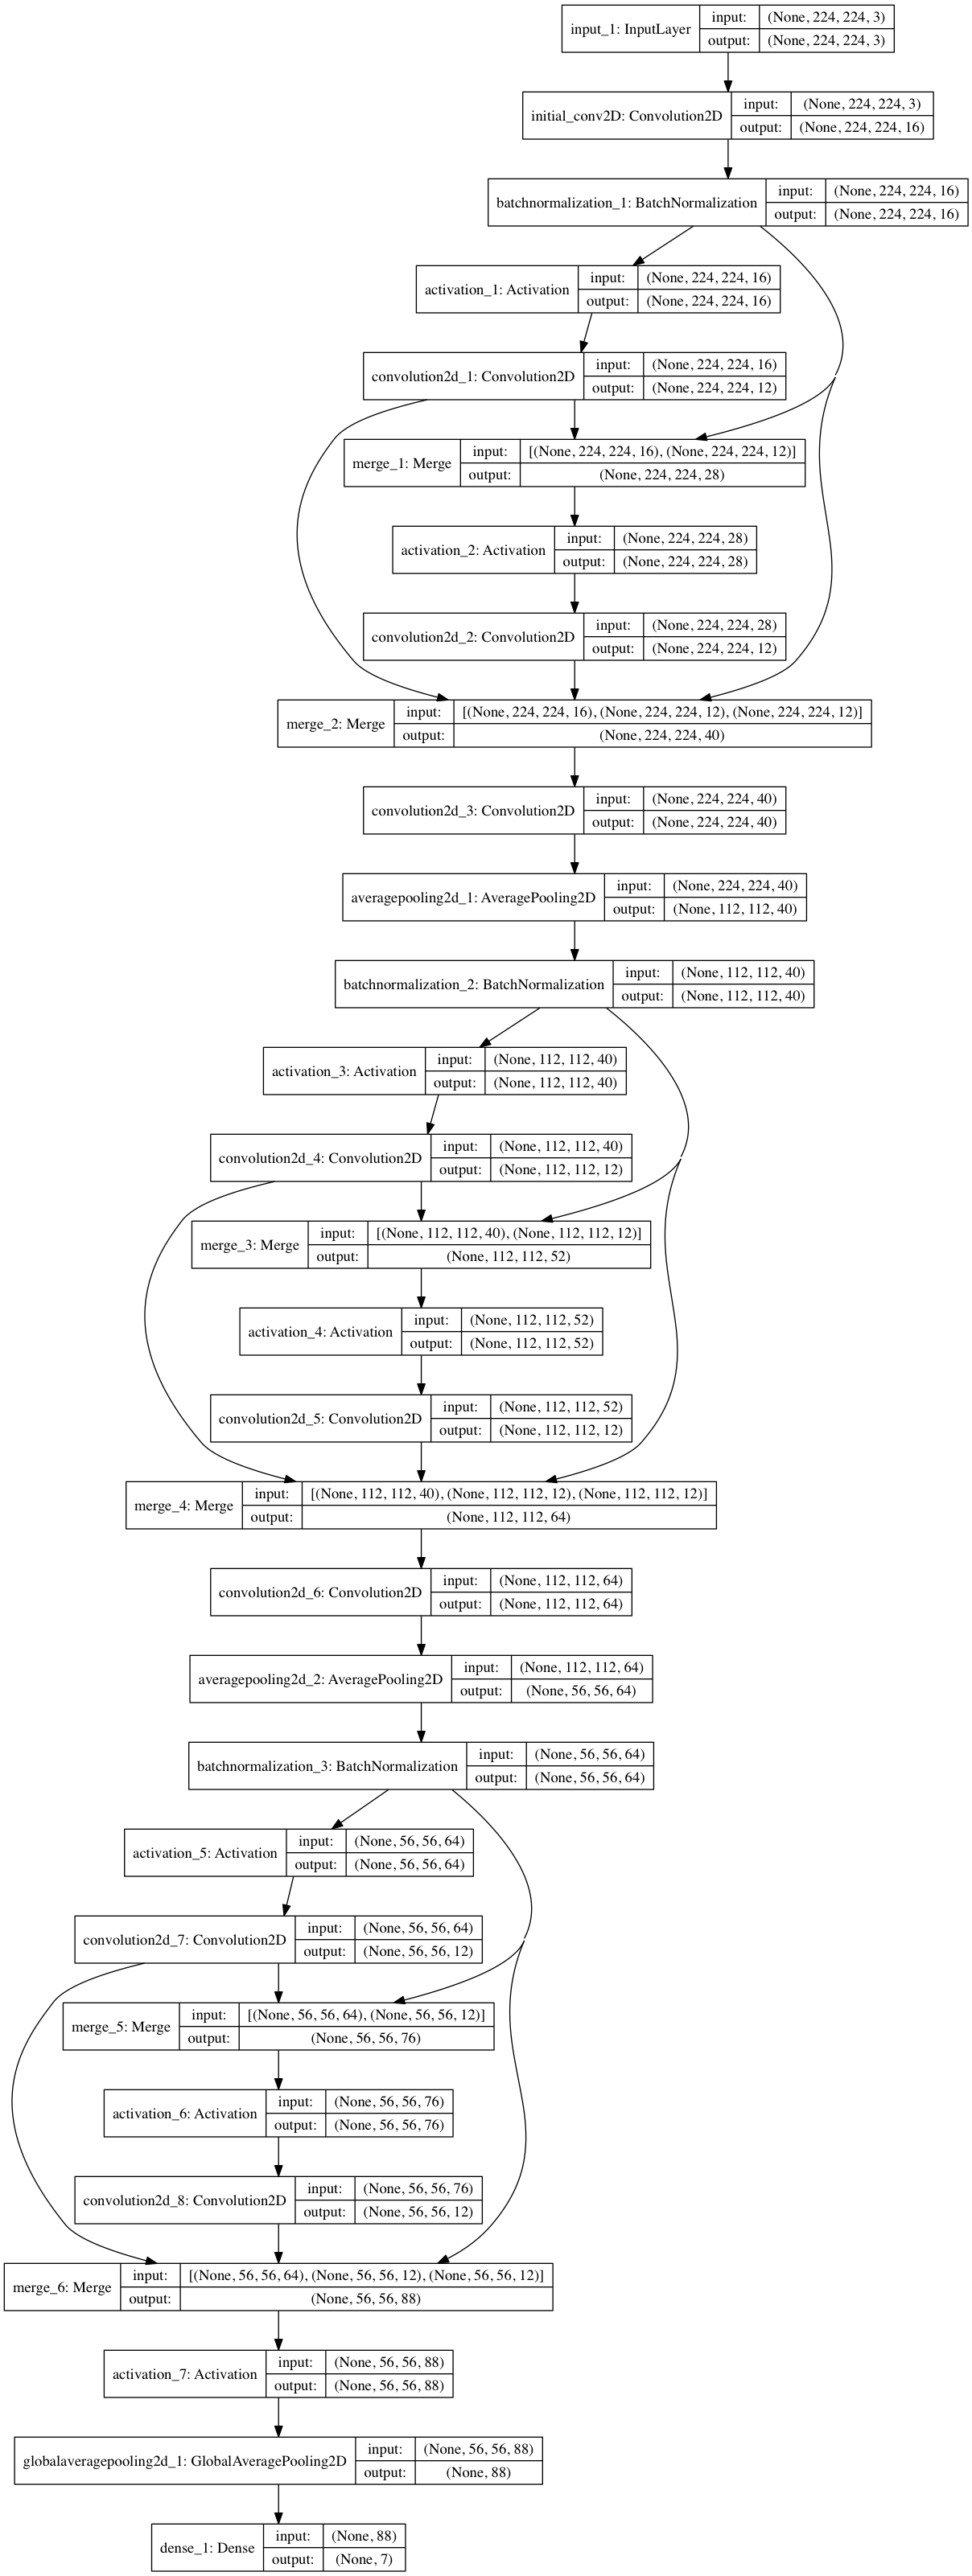 input_1: InputLayer
input: (None, 224, 224, 3)
output: (None, 224, 224, 3)
initial_conv2D: Convolution2D
input: (None, 224, 224, 3)
output: (None, 224, 224, 16)
batchnormalization_1: BatchNormalization
input: (None, 224, 224, 16)
output: (None, 224, 224, 16)
activation_1: Activation
input: (None, 224, 224, 16)
output: (None, 224, 224, 16)
convolution2d_1: Convolution2D
input: (None, 224, 224, 16)
output: (None, 224, 224, 12)
merge_1: Merge
input: [(None, 224, 224, 16), (None, 224, 224, 12)]
output: (None, 224, 224, 28)
activation_2: Activation
input: (None, 224, 224, 28)
output: (None, 224, 224, 28)
convolution2d_2: Convolution2D
input: (None, 224, 224, 28)
output: (None, 224, 224, 12)
merge_2: Merge
input: [(None, 224, 224, 16), (None, 224, 224, 12), (None, 224, 224, 12)]
output: (None, 224, 224, 40)
convolution2d_3: Convolution2D
input: (None, 224, 224, 40)
output: (None, 224, 224, 40)
averagepooling2d_1: AveragePooling2D
input: (None, 224, 224, 40)
output: (None, 112, 112, 40)
batchnormalization_2: BatchNormalization
input: (None, 112, 112, 40)
output: (None, 112, 112, 40)
activation_3: Activation
input: (None, 112, 112, 40)
output: (None, 112, 112, 40)
convolution2d_4: Convolution2D
input: (None, 112, 112, 40)
output: (None, 112, 112, 12)
merge_3: Merge
input: [(None, 112, 112, 40), (None, 112, 112, 12)]
output: (None, 112, 112, 52)
activation_4: Activation
input: (None, 112, 112, 52)
output: (None, 112, 112, 52)
convolution2d_5: Convolution2D
input: (None, 112, 112, 52)
output: (None, 112, 112, 12)
merge_4: Merge
input: [(None, 112, 112, 40), (None, 112, 112, 12), (None, 112, 112, 12)]
output: (None, 112, 112, 64)
convolution2d_6: Convolution2D
input: (None, 112, 112, 64)
output: (None, 112, 112, 64)
averagepooling2d_2: AveragePooling2D
input: (None, 112, 112, 64)
output: (None, 56, 56, 64)
batchnormalization_3: BatchNormalization
input: (None, 56, 56, 64)
output: (None, 56, 56, 64)
activation_5: Activation
input: (None, 56, 56, 64)
output: (None, 56, 56, 64)
convolution2d_7: Convolution2D
input: (None, 56, 56, 64)
output: (None, 56, 56, 12)
merge_5: Merge
input: [(None, 56, 56, 64), (None, 56, 56, 12)]
output: (None, 56, 56, 76)
activation_6: Activation
input: (None, 56, 56, 76)
output: (None, 56, 56, 76)
convolution2d_8: Convolution2D
input: (None, 56, 56, 76)
output: (None, 56, 56, 12)
merge_6: Merge
input: [(None, 56, 56, 64), (None, 56, 56, 12), (None, 56, 56, 12)]
output: (None, 56, 56, 88)
activation_7: Activation
input: (None, 56, 56, 88)
output: (None, 56, 56, 88)
globalaveragepooling2d_1: GlobalAveragePooling2D
input: (None, 56, 56, 88)
output: (None, 88)
dense_1: Dense
input: (None, 88)
output: (None, 7)